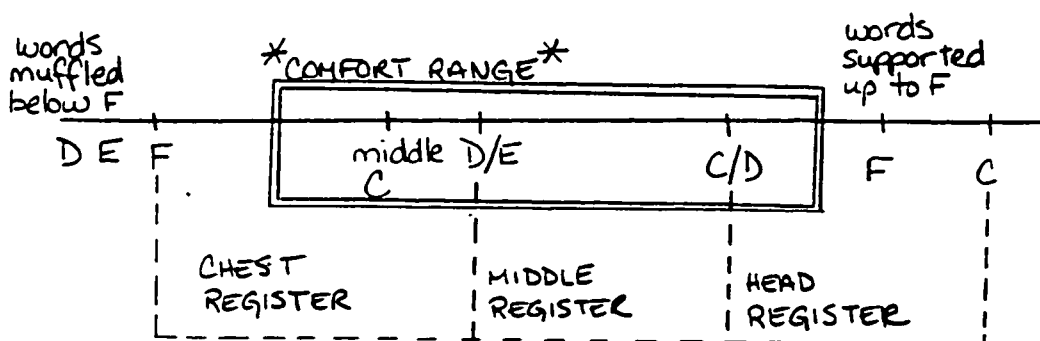 words
muffled
below F
*COMFORT RANGE*
words
supported
up to F
D E F
middle
C
D/E
C/D
F
C
CHEST
REGISTER
MIDDLE
REGISTER
HEAD
REGISTER